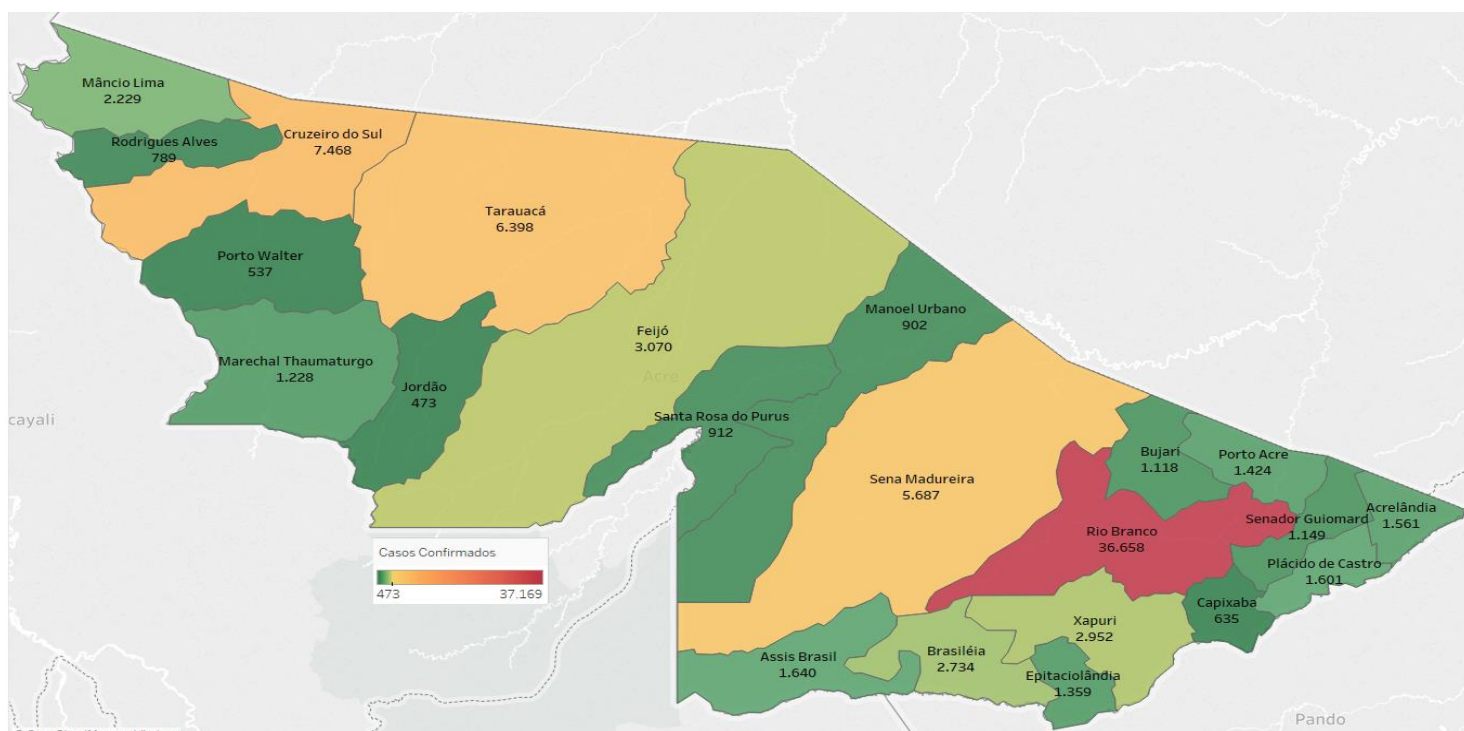 Mâncio Lima
2.229
Rodrigues Alves
789
Cruzeiro do Sul
7.468
Tarauacá
6.398
Porto Walter
537
Marechal Thaumaturgo
1.228
Jordão
473
Feijó
3.070
Acre
Manoel Urbano
902
Santa Rosa do Purus
912
cayali
Sena Madureira
5.687
Bujari
1.118
Porto Acre
1.424
Acrelândia
1.561
Senador Guiomard
1.149
Rio Branco
36.658
Plácido de Castro
1.601
Capixaba
635
Xapuri
2.952
Brasiléia
2.734
Assis Brasil
1.640
Epitaciolândia
1.359
Casos Confirmados
473 37.169
Pando